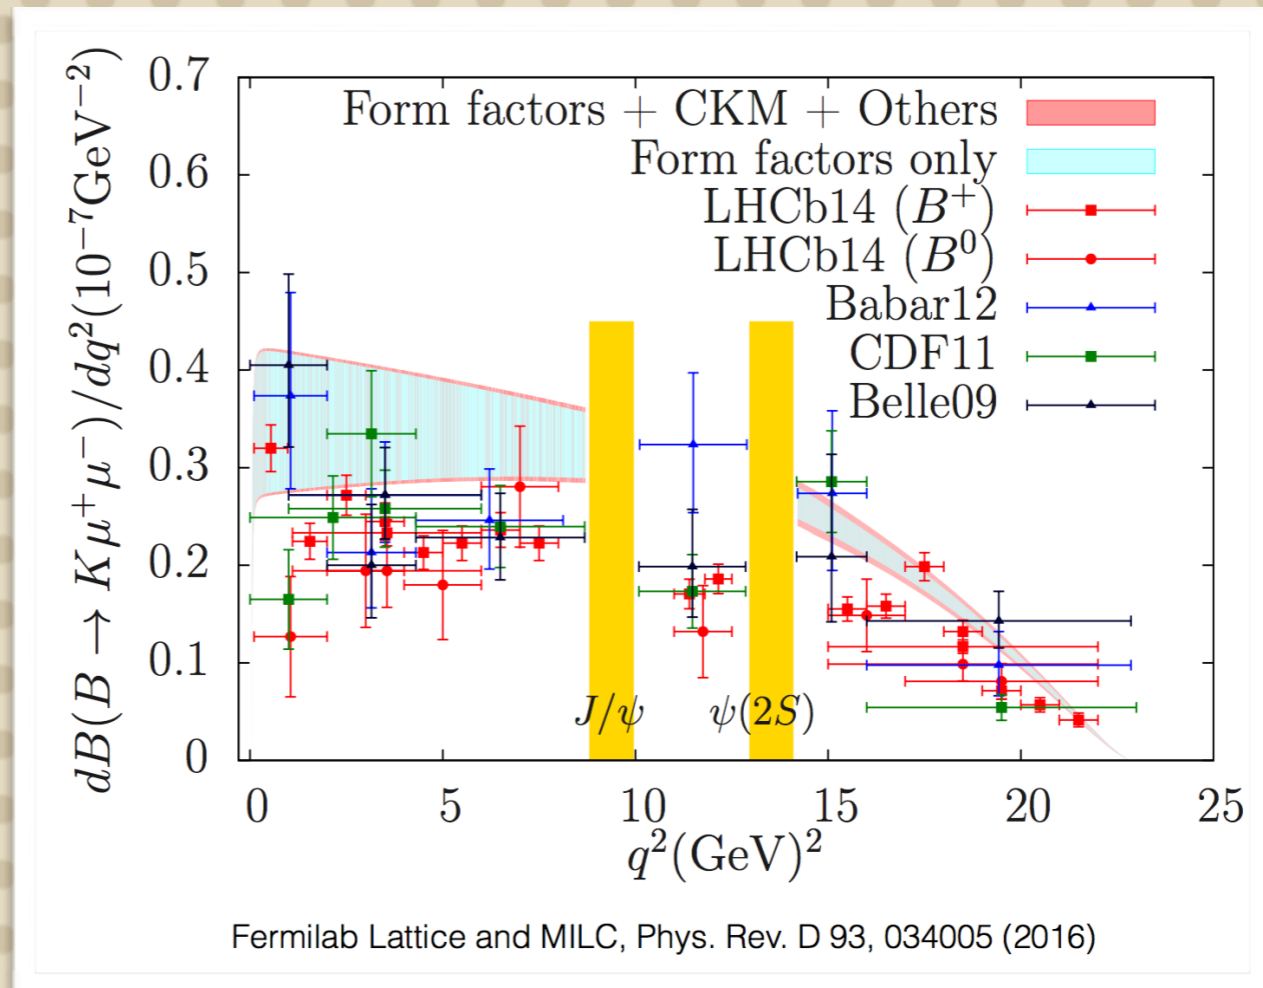 dB(B → Kμ⁺μ⁻)/dq²(10⁻⁷GeV⁻²)
0.7
0.6
0.5
0.4
0.3
0.2
0.1
0
Form factors + CKM + Others
Form factors only
LHCb14 (B⁺)
LHCb14 (B⁰)
Babar12
CDF11
Belle09
J/ψ
ψ(2S)
0 5 10 15 20 25
q²(GeV)²
Fermilab Lattice and MILC, Phys. Rev. D 93, 034005 (2016)